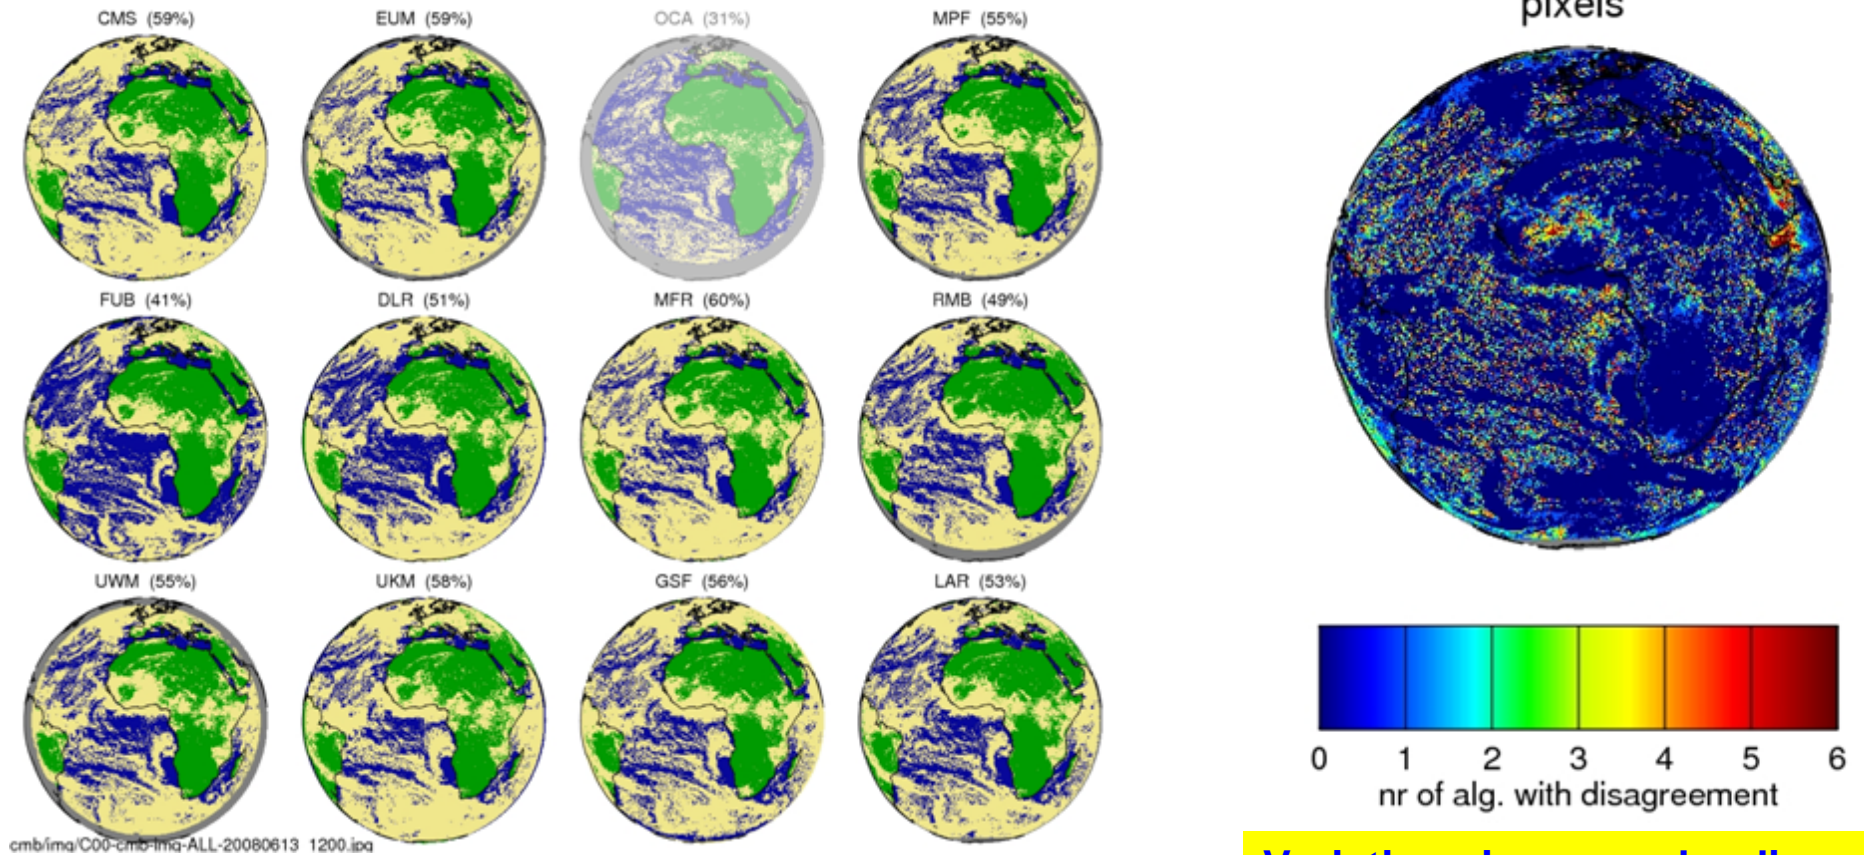 CMS (59%) EUM (59%) OCA (31%) MPF (55%)
FUB (41%) DLR (51%) MFR (60%) RMB (49%)
UWM (55%) UKM (58%) GSF (56%) LAR (53%)
cmb/img/C00-cmb-img-ALL-20080613_1200.jpg
pixels
0 1 2 3 4 5 6
nr of alg. with disagreement